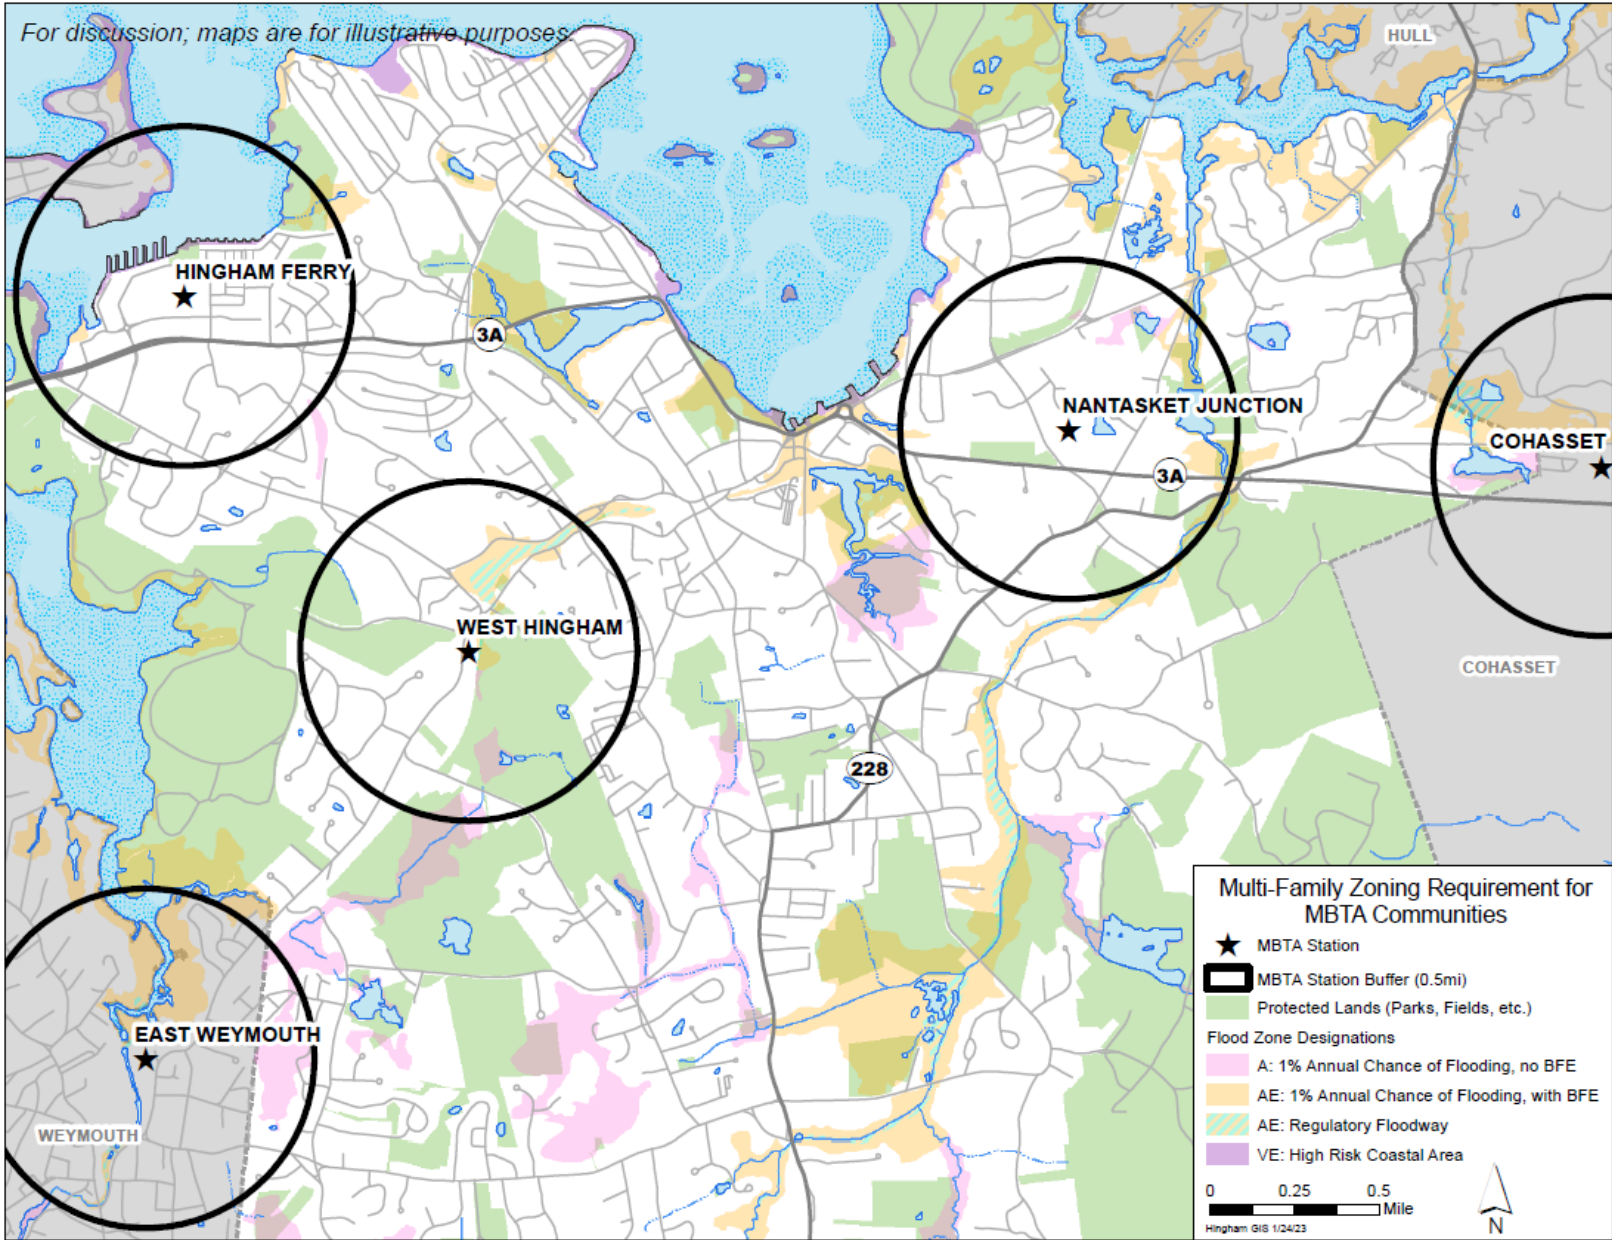 For discussion; maps are for illustrative purposes.
HULL
HINGHAM FERRY
3A
NANTASKET JUNCTION
COHASSET
3A
WEST HINGHAM
COHASSET
228
EAST WEYMOUTH
WEYMOUTH
Multi-Family Zoning Requirement for
MBTA Communities
MBTA Station
MBTA Station Buffer (0.5mi)
Protected Lands (Parks, Fields, etc.)
Flood Zone Designations
A: 1% Annual Chance of Flooding, no BFE
AE: 1% Annual Chance of Flooding, with BFE
AE: Regulatory Floodway
VE: High Risk Coastal Area
0 0.25 0.5
Mile
Hingham GIS 1/24/23
N